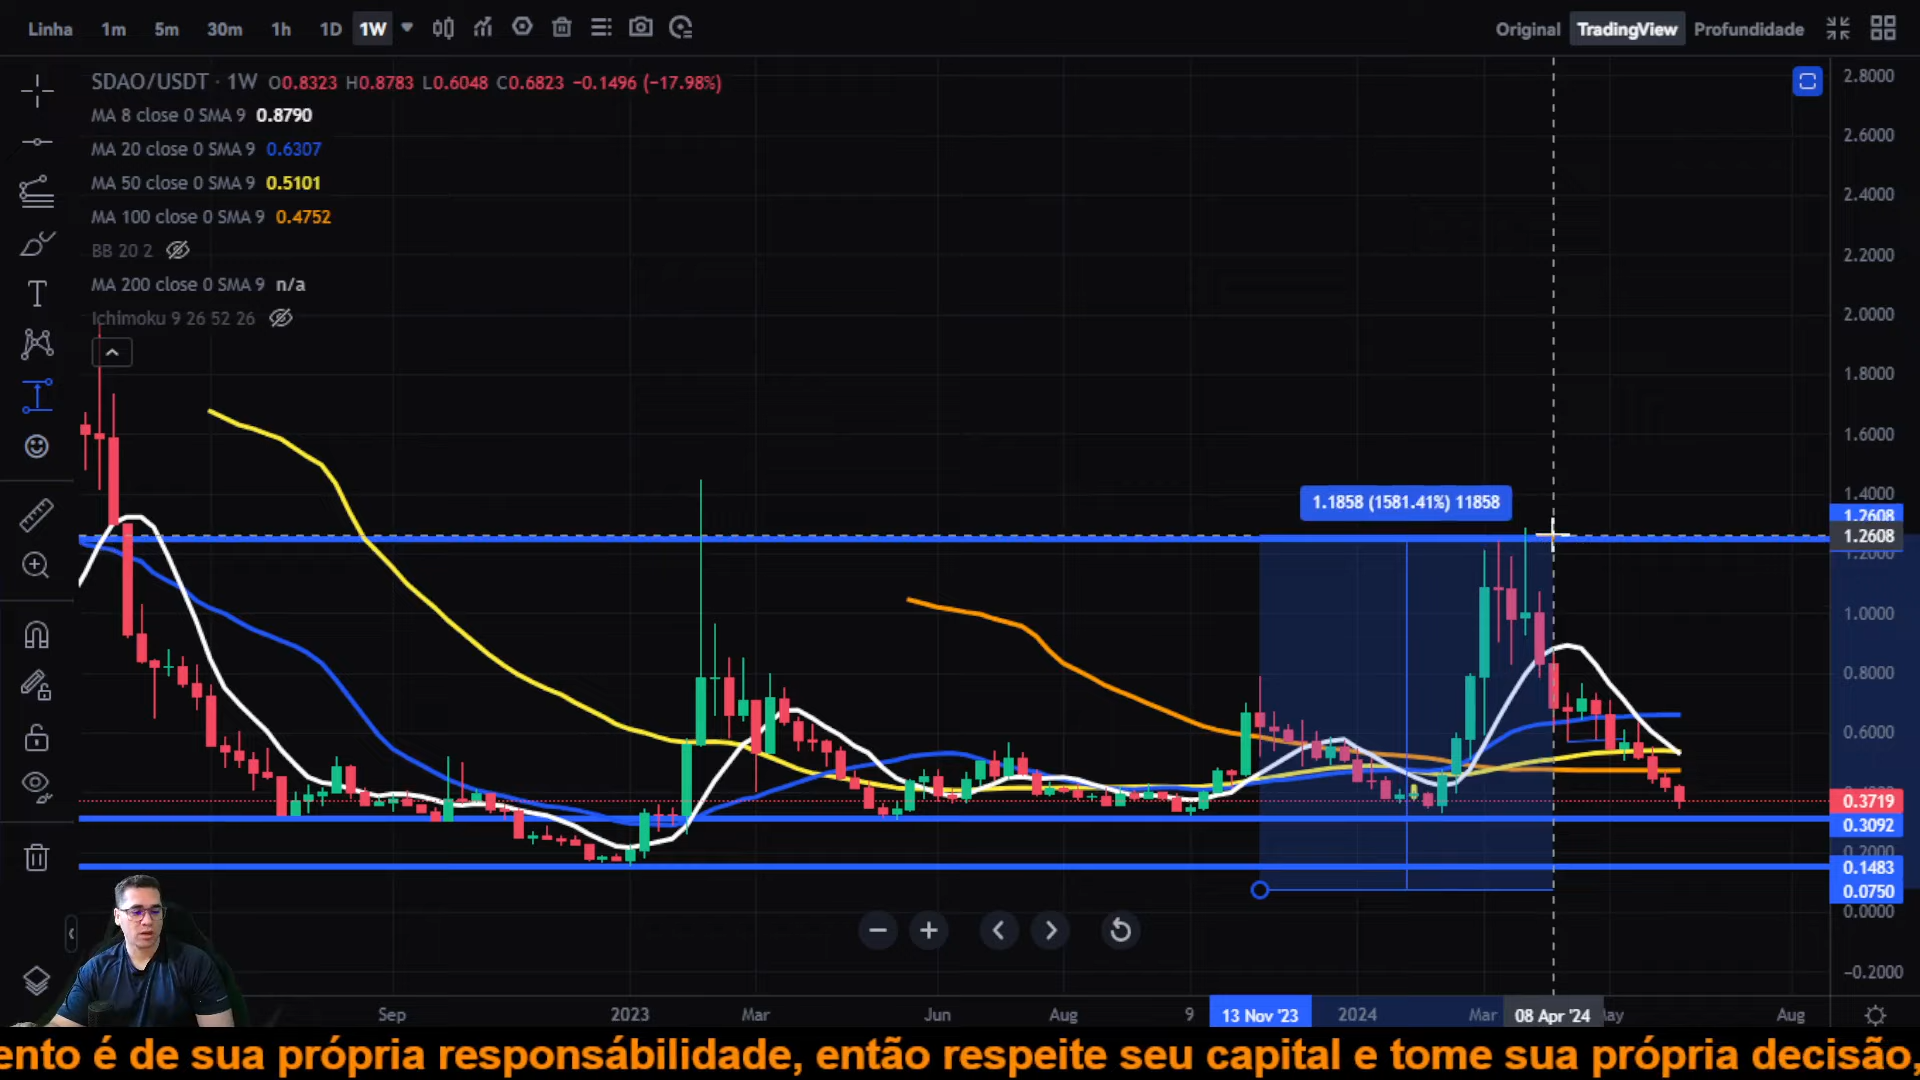 Linha 1m 5m 30m 1h 1D 1W Original TradingView Profundidade
SDAO/USDT · 1W O0.8323 H0.8783 L0.6048 C0.6823 −0.1496 (−17.98%)
MA 8 close 0 SMA 9 0.8790
MA 20 close 0 SMA 9 0.6307
MA 50 close 0 SMA 9 0.5101
MA 100 close 0 SMA 9 0.4752
BB 20 2
MA 200 close 0 SMA 9 n/a
Ichimoku 9 26 52 26
1.1858 (1581.41%) 11858
2.8000
2.6000
2.4000
2.2000
2.0000
1.8000
1.6000
1.4000
1.2608
1.2608
1.2000
1.0000
0.8000
0.6000
0.3719
0.3092
0.2000
0.1483
0.0750
0.0000
-0.2000
Sep 2023 Mar Jun Aug 9 13 Nov '23 2024 Mar 08 Apr '24 Aug
ento é de sua própria responsábilidade, então respeite seu capital e tome sua própria decisão,